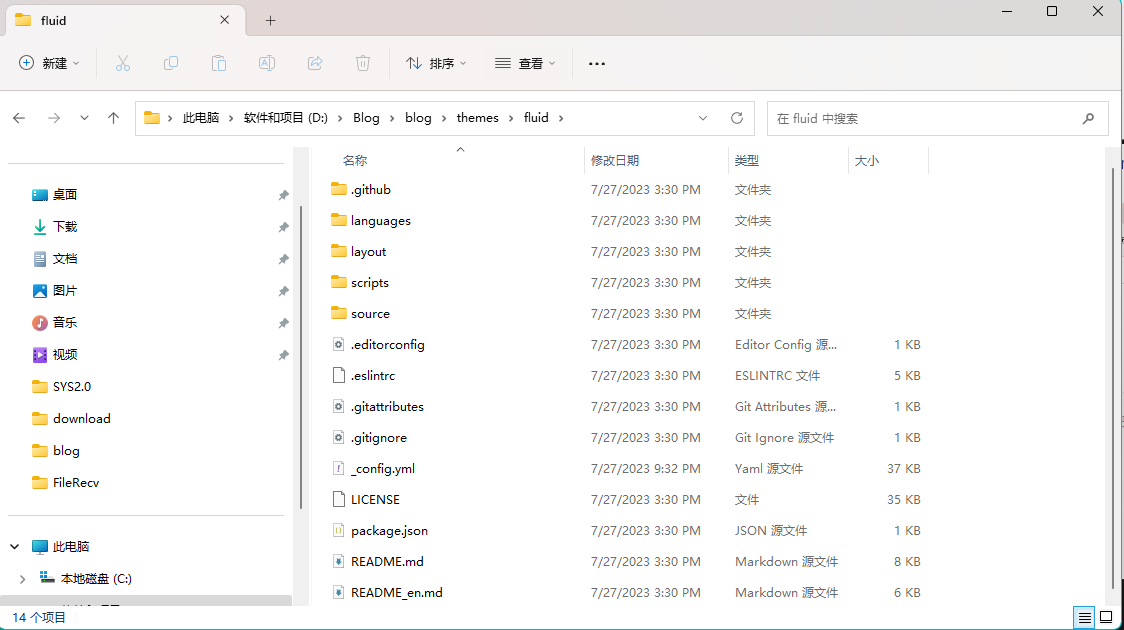 fluid
新建
排序
查看
此电脑 软件和项目 (D:) Blog blog themes fluid
在 fluid 中搜索
名称 修改日期 类型 大小
桌面
下载
文档
图片
音乐
视频
SYS2.0
download
blog
FileRecv
此电脑
本地磁盘 (C:)
.github 7/27/2023 3:30 PM 文件夹
languages 7/27/2023 3:30 PM 文件夹
layout 7/27/2023 3:30 PM 文件夹
scripts 7/27/2023 3:30 PM 文件夹
source 7/27/2023 3:30 PM 文件夹
.editorconfig 7/27/2023 3:30 PM Editor Config 源... 1 KB
.eslintrc 7/27/2023 3:30 PM ESLINTRC 文件 5 KB
.gitattributes 7/27/2023 3:30 PM Git Attributes 源... 1 KB
.gitignore 7/27/2023 3:30 PM Git Ignore 源文件 1 KB
_config.yml 7/27/2023 9:32 PM Yaml 源文件 37 KB
LICENSE 7/27/2023 3:30 PM 文件 35 KB
package.json 7/27/2023 3:30 PM JSON 源文件 1 KB
README.md 7/27/2023 3:30 PM Markdown 源文件 8 KB
README_en.md 7/27/2023 3:30 PM Markdown 源文件 6 KB
14 个项目